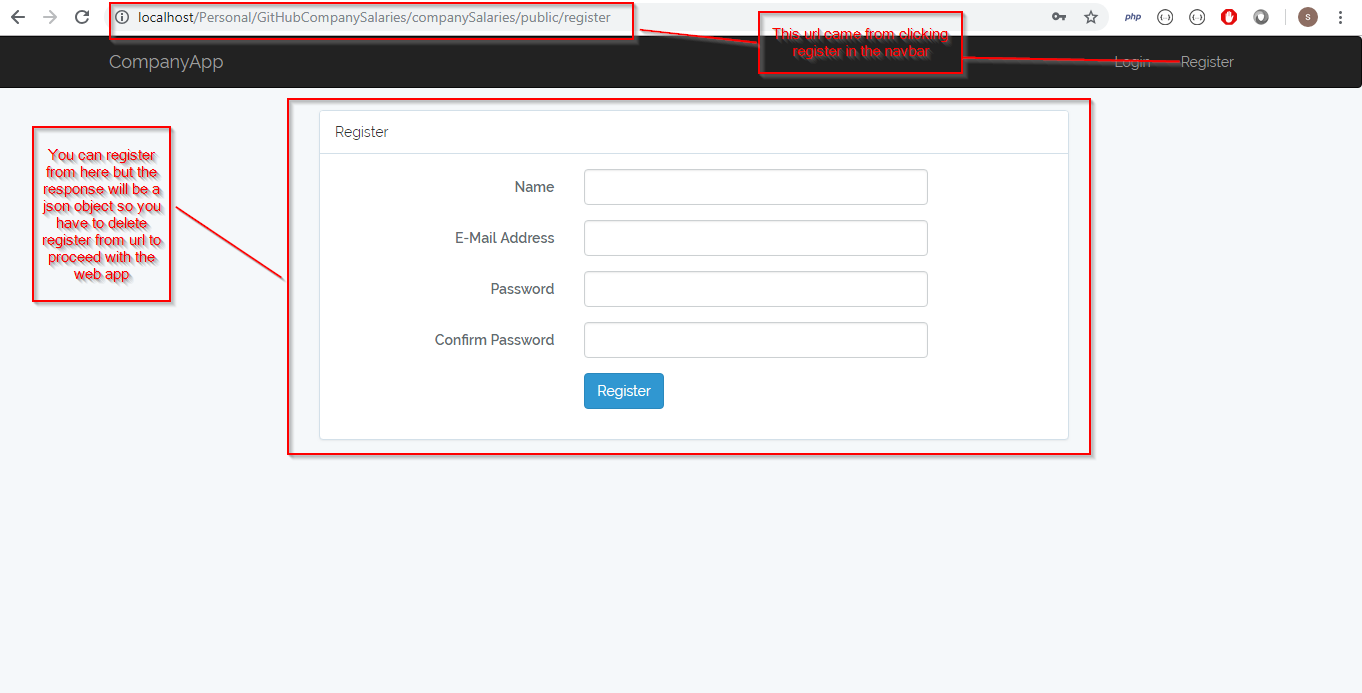 localhost/Personal/GitHubCompanySalaries/companySalaries/public/register
php
s
This url came from clicking
register in the navbar
CompanyApp
Login
Register
You can register
from here but the
response will be a
json object so you
have to delete
register from url to
proceed with the
web app
Register
Name
E-Mail Address
Password
Confirm Password
Register